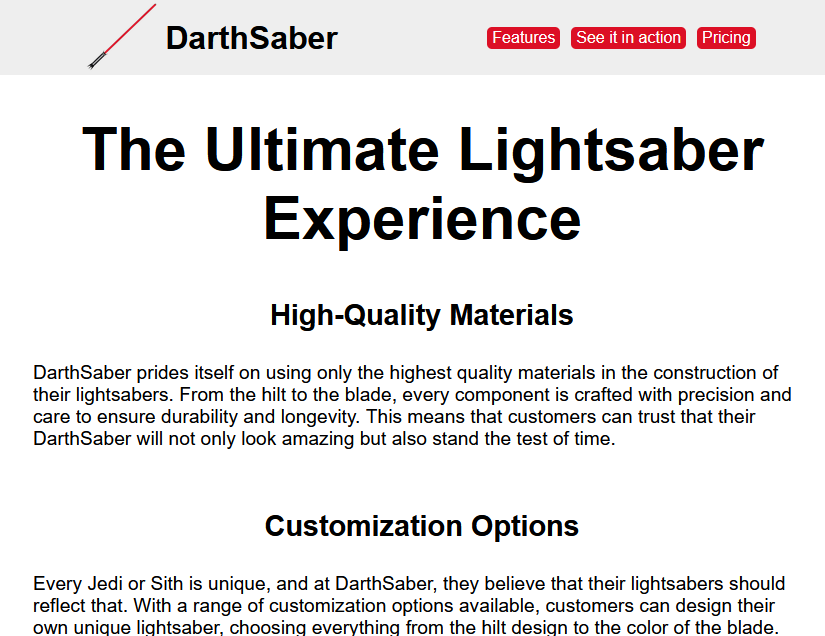 DarthSaber
Features
See it in action
Pricing
The Ultimate Lightsaber
Experience
High-Quality Materials
DarthSaber prides itself on using only the highest quality materials in the construction of
their lightsabers. From the hilt to the blade, every component is crafted with precision and
care to ensure durability and longevity. This means that customers can trust that their
DarthSaber will not only look amazing but also stand the test of time.
Customization Options
Every Jedi or Sith is unique, and at DarthSaber, they believe that their lightsabers should
reflect that. With a range of customization options available, customers can design their
own unique lightsaber, choosing everything from the hilt design to the color of the blade.